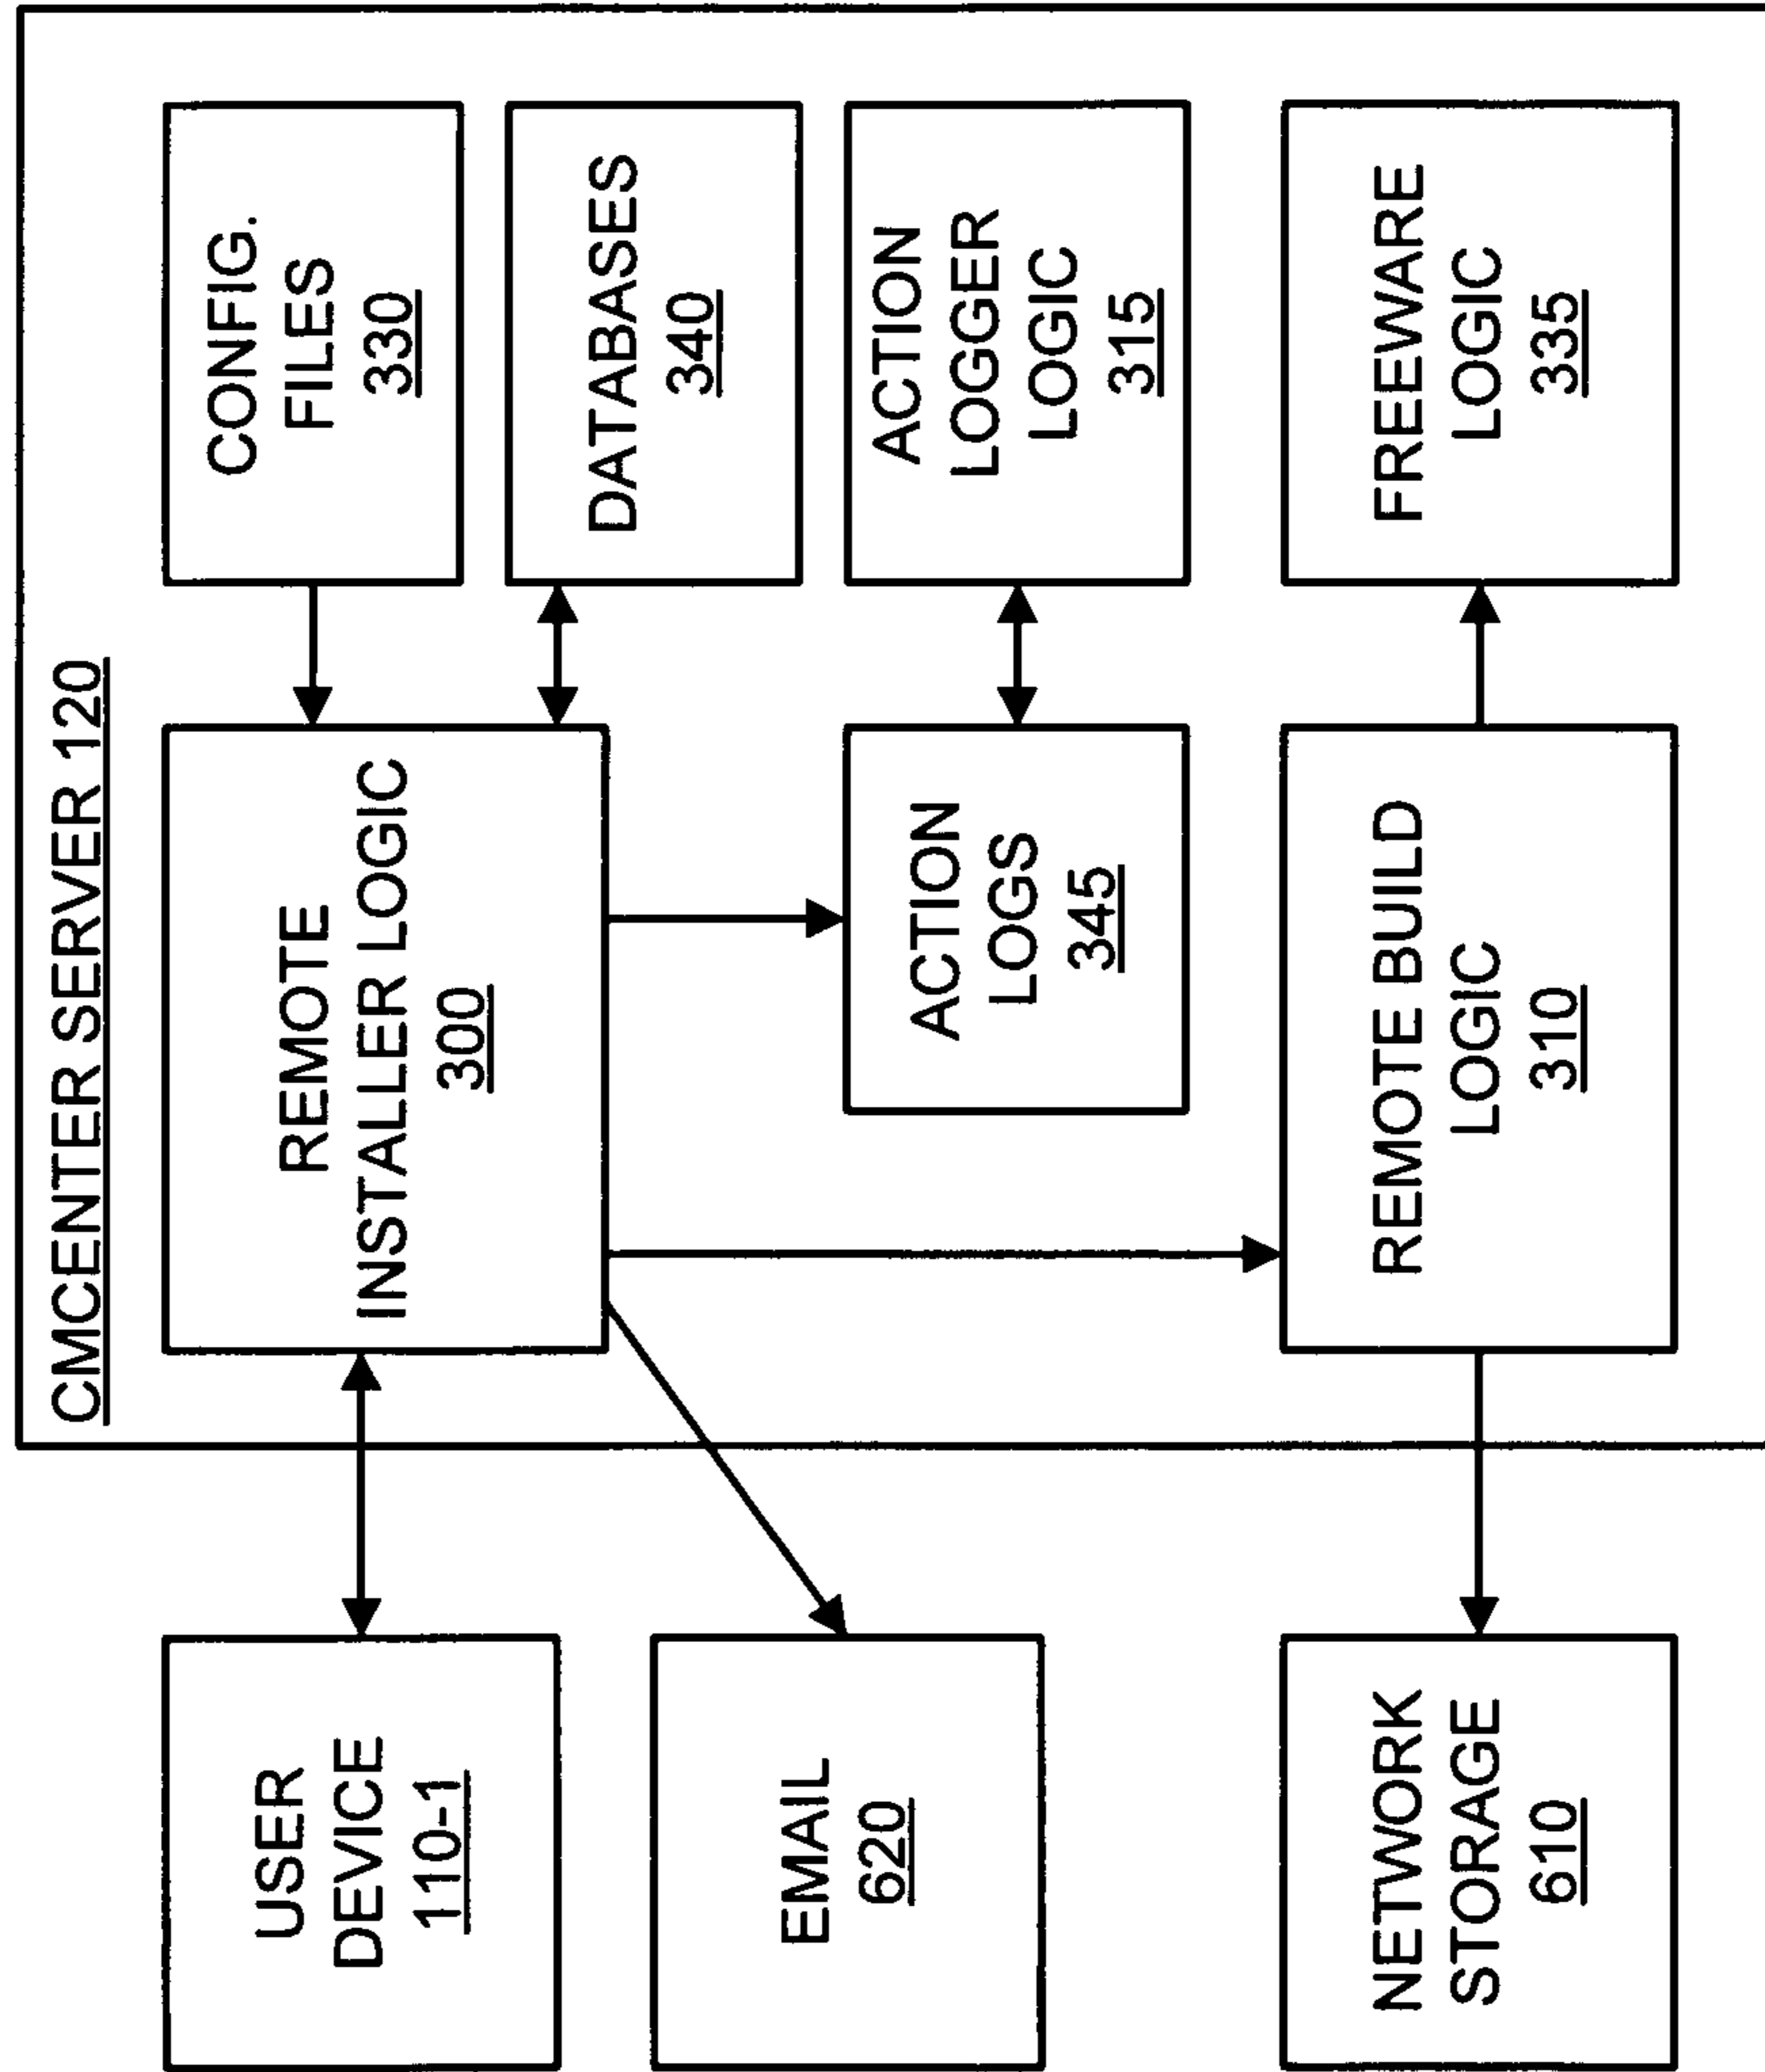 CMCENTER SERVER 120
USER
DEVICE
110-1
REMOTE
INSTALLER LOGIC
300
CONFIG.
FILES
330
DATABASES
340
EMAIL
620
ACTION
LOGS
345
ACTION
LOGGER
LOGIC
315
NETWORK
STORAGE
610
REMOTE BUILD
LOGIC
310
FREEWARE
LOGIC
335